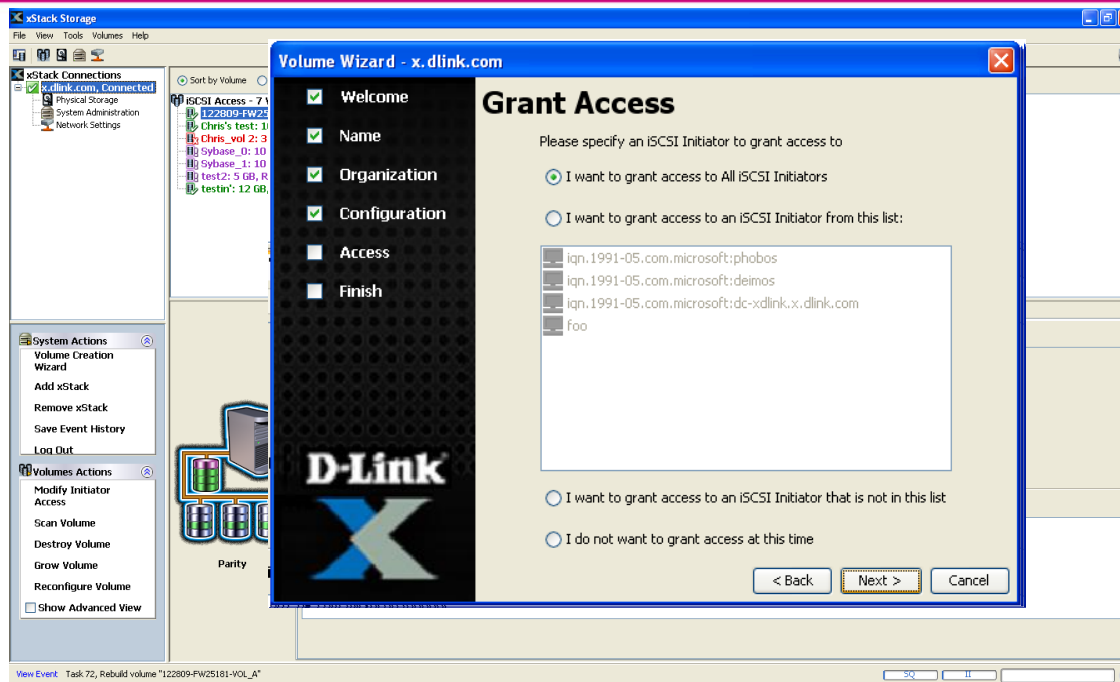 xStack Storage
File View Tools Volumes Help
xStack Connections
x.dlink.com, Connected
Physical Storage
System Administration
Network Settings
Sort by Volume
iSCSI Access - 7
122809-FW25
Chris's test: 1
Chris_vol 2: 3
Sybase_0: 10
Sybase_1: 10
test2: 5 GB, R
testin': 12 GB,
System Actions
Volume Creation
Wizard
Add xStack
Remove xStack
Save Event History
Log Out
Volumes Actions
Modify Initiator
Access
Scan Volume
Destroy Volume
Grow Volume
Reconfigure Volume
Show Advanced View
Parity
Volume Wizard - x.dlink.com
Welcome
Name
Organization
Configuration
Access
Finish
D-Link
Grant Access
Please specify an iSCSI Initiator to grant access to
I want to grant access to All iSCSI Initiators
I want to grant access to an iSCSI Initiator from this list:
iqn.1991-05.com.microsoft:phobos
iqn.1991-05.com.microsoft:deimos
iqn.1991-05.com.microsoft:dc-xdlink.x.dlink.com
foo
I want to grant access to an iSCSI Initiator that is not in this list
I do not want to grant access at this time
< Back Next > Cancel
View Event Task 72, Rebuild volume "122809-FW25181-VOL_A"
SQ II